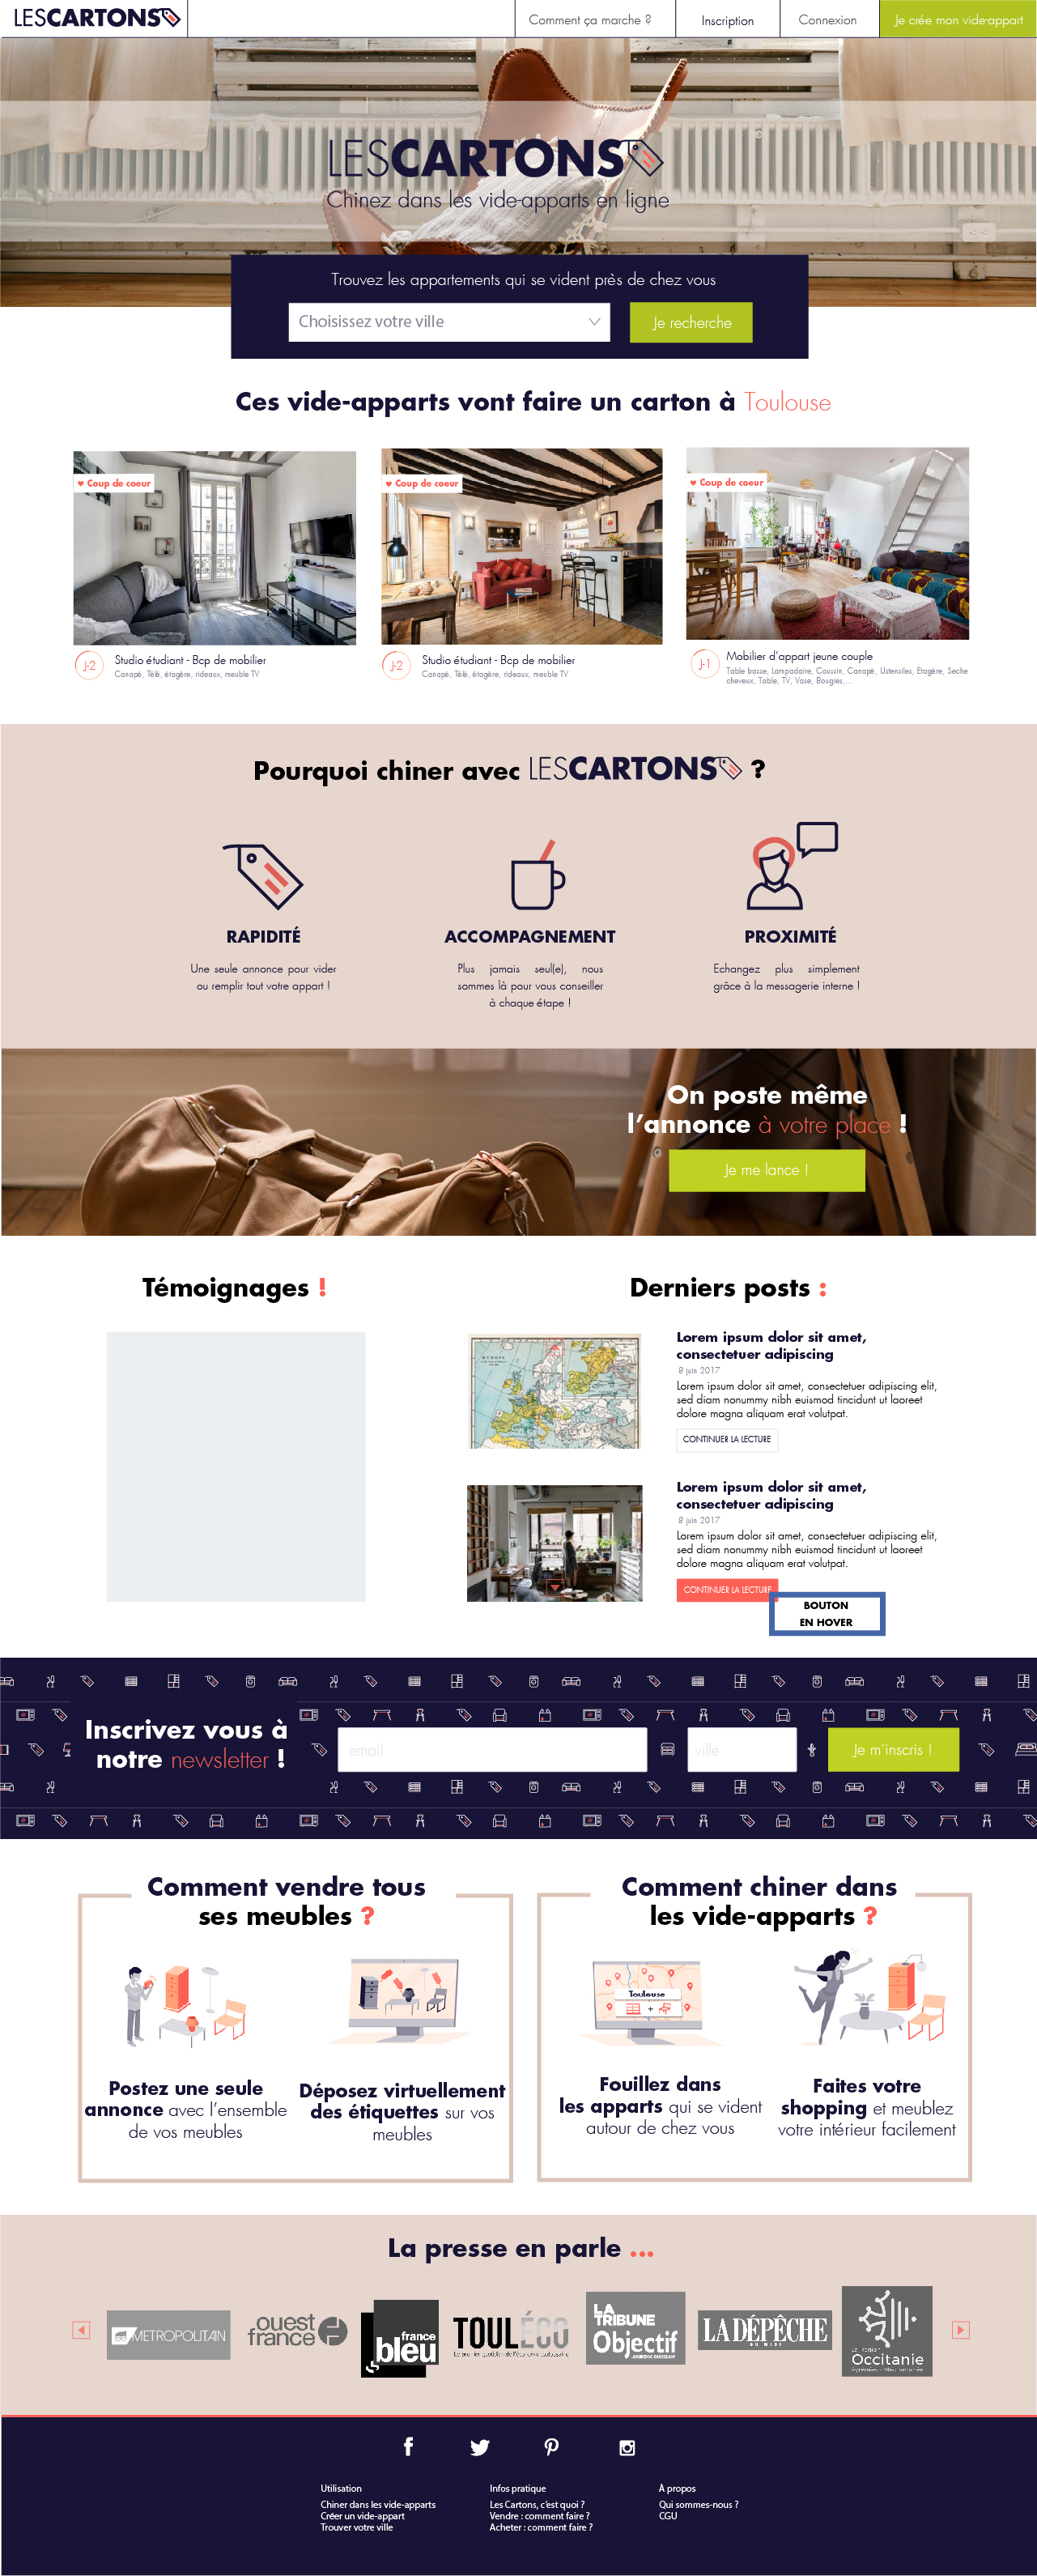 LESCARTONS
Comment ça marche ?
Inscription
Connexion
Je crée mon vide-appart
LESCARTONS
Chinez dans les vide-apparts en ligne
Trouvez les appartements qui se vident près de chez vous
Choisissez votre ville
Je recherche
Ces vide-apparts vont faire un carton à Toulouse
Coup de coeur
Coup de coeur
Coup de coeur
J-2
Studio étudiant - Bcp de mobilier
Canapé, Télé, étagère, rideaux, meuble TV
J-2
Studio étudiant - Bcp de mobilier
Canapé, Télé, étagère, rideaux, meuble TV
J-1
Mobilier d'appart jeune couple
Table basse, Lampadaire, Coussin, Canapé, Ustensiles, Etagère, Seche
cheveux, Table, TV, Vase, Bougies,...
Pourquoi chiner avec LESCARTONS ?
RAPIDITÉ
Une seule annonce pour vider
ou remplir tout votre appart !
ACCOMPAGNEMENT
Plus jamais seul(e), nous
sommes là pour vous conseiller
à chaque étape !
PROXIMITÉ
Echangez plus simplement
grâce à la messagerie interne !
On poste même
l'annonce à votre place !
Je me lance !
Témoignages !
Derniers posts :
Lorem ipsum dolor sit amet,
consectetuer adipiscing
8 juin 2017
Lorem ipsum dolor sit amet, consectetuer adipiscing elit,
sed diam nonummy nibh euismod tincidunt ut laoreet
dolore magna aliquam erat volutpat.
CONTINUER LA LECTURE
Lorem ipsum dolor sit amet,
consectetuer adipiscing
8 juin 2017
Lorem ipsum dolor sit amet, consectetuer adipiscing elit,
sed diam nonummy nibh euismod tincidunt ut laoreet
dolore magna aliquam erat volutpat.
CONTINUER LA LECTURE
BOUTON
EN HOVER
Inscrivez vous à
notre newsletter !
email
ville
Je m'inscris !
Comment vendre tous
ses meubles ?
Postez une seule
annonce avec l'ensemble
de vos meubles
Déposez virtuellement
des étiquettes sur vos
meubles
Comment chiner dans
les vide-apparts ?
Toulouse
+
Fouillez dans
les apparts qui se vident
autour de chez vous
Faites votre
shopping et meublez
votre intérieur facilement
La presse en parle ...
METROPOLITAIN
ouest
france
france
bleu
TOULÉCO
Le premier quotidien de l'économie toulousaine
LA
TRIBUNE
Objectif
LA DÉPÊCHE
DU MIDI
La Région
Occitanie
Pyrénées - Méditerranée
Utilisation
Chiner dans les vide-apparts
Créer un vide-appart
Trouver votre ville
Infos pratique
Les Cartons, c'est quoi ?
Vendre : comment faire ?
Acheter : comment faire ?
À propos
Qui sommes-nous ?
CGU